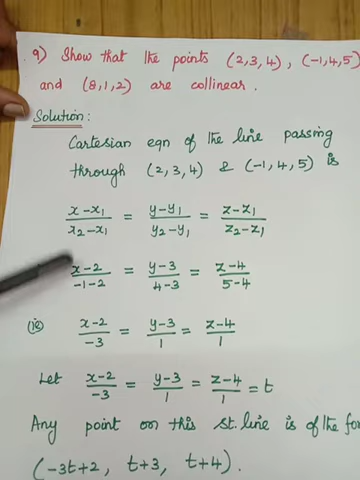 9) Show that the points (2,3,4), (-1,4,5)
and (8,1,2) are collinear.
Solution:
Cartesian eqn of the line passing
through (2,3,4) & (-1,4,5) is
(x-x₁)/(x₂-x₁) = (y-y₁)/(y₂-y₁) = (z-z₁)/(z₂-z₁)
(x-2)/(-1-2) = (y-3)/(4-3) = (z-4)/(5-4)
(ie) (x-2)/-3 = (y-3)/1 = (z-4)/1
Let (x-2)/-3 = (y-3)/1 = (z-4)/1 = t
Any point on this st. line is of the
(-3t+2, t+3, t+4).